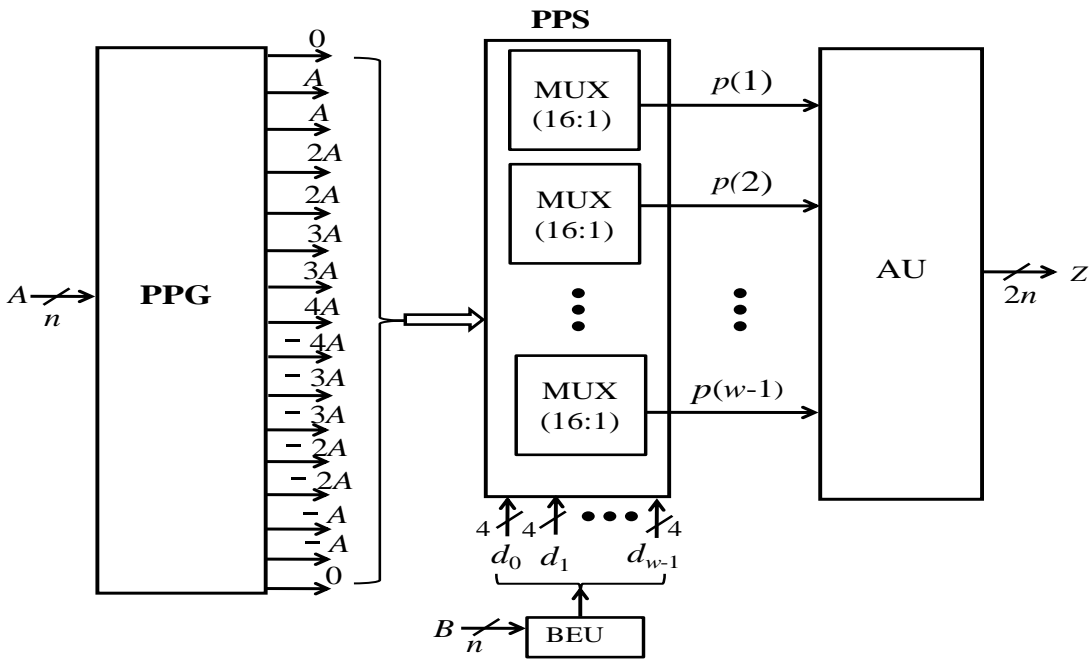 PPS
0
A
A
2A
2A
3A
3A
4A
− 4A
− 3A
− 3A
− 2A
− 2A
− A
− A
0
A
n
PPG
MUX
(16:1)
MUX
(16:1)
MUX
(16:1)
p(1)
p(2)
p(w-1)
AU
Z
2n
4 4 4
d0 d1 dw-1
B
n
BEU